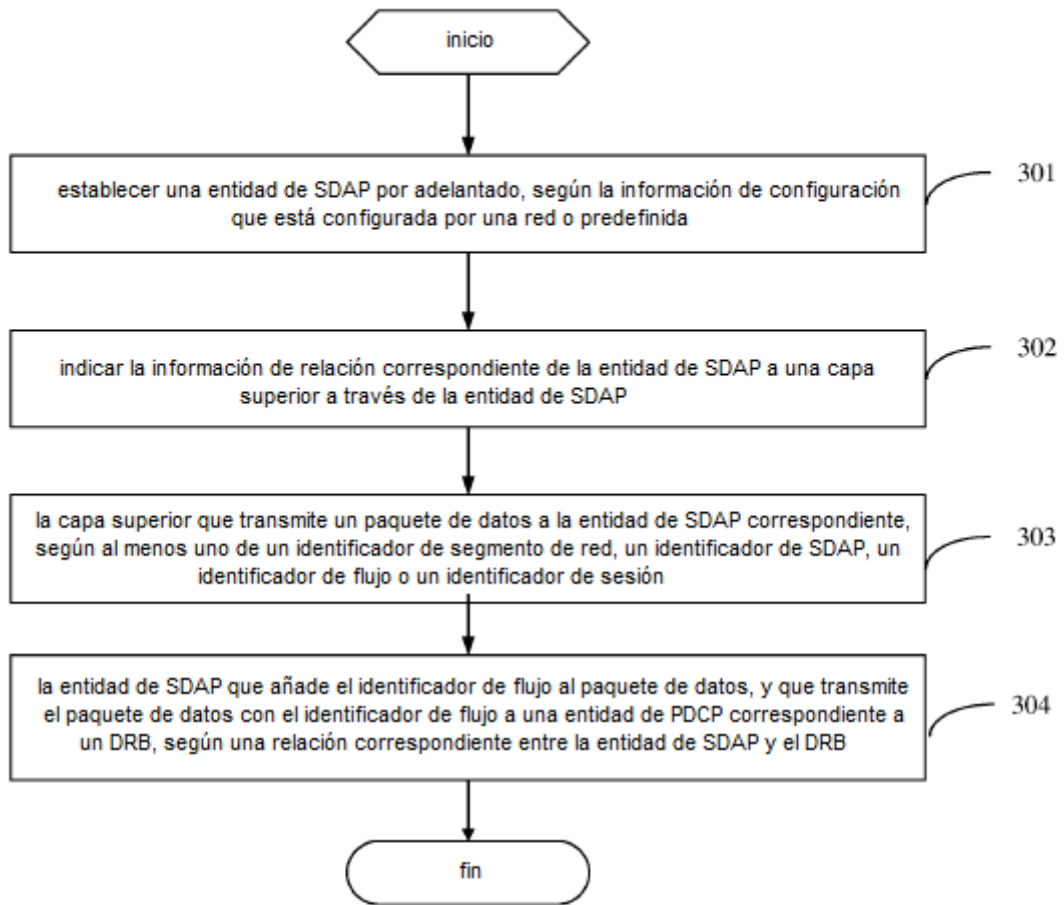 inicio
establecer una entidad de SDAP por adelantado, según la información de configuración
que está configurada por una red o predefinida
301
indicar la información de relación correspondiente de la entidad de SDAP a una capa
superior a través de la entidad de SDAP
302
la capa superior que transmite un paquete de datos a la entidad de SDAP correspondiente,
según al menos uno de un identificador de segmento de red, un identificador de SDAP, un
identificador de flujo o un identificador de sesión
303
la entidad de SDAP que añade el identificador de flujo al paquete de datos, y que transmite
el paquete de datos con el identificador de flujo a una entidad de PDCP correspondiente a
un DRB, según una relación correspondiente entre la entidad de SDAP y el DRB
304
fin